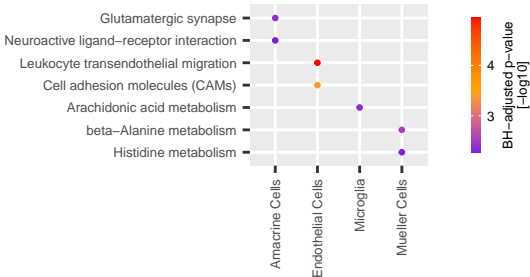 Glutamatergic synapse
Neuroactive ligand−receptor interaction
Leukocyte transendothelial migration
Cell adhesion molecules (CAMs)
Arachidonic acid metabolism
beta−Alanine metabolism
Histidine metabolism
Amacrine Cells
Endothelial Cells
Microglia
Mueller Cells
4
3
BH−adjusted p−value
[−log10]